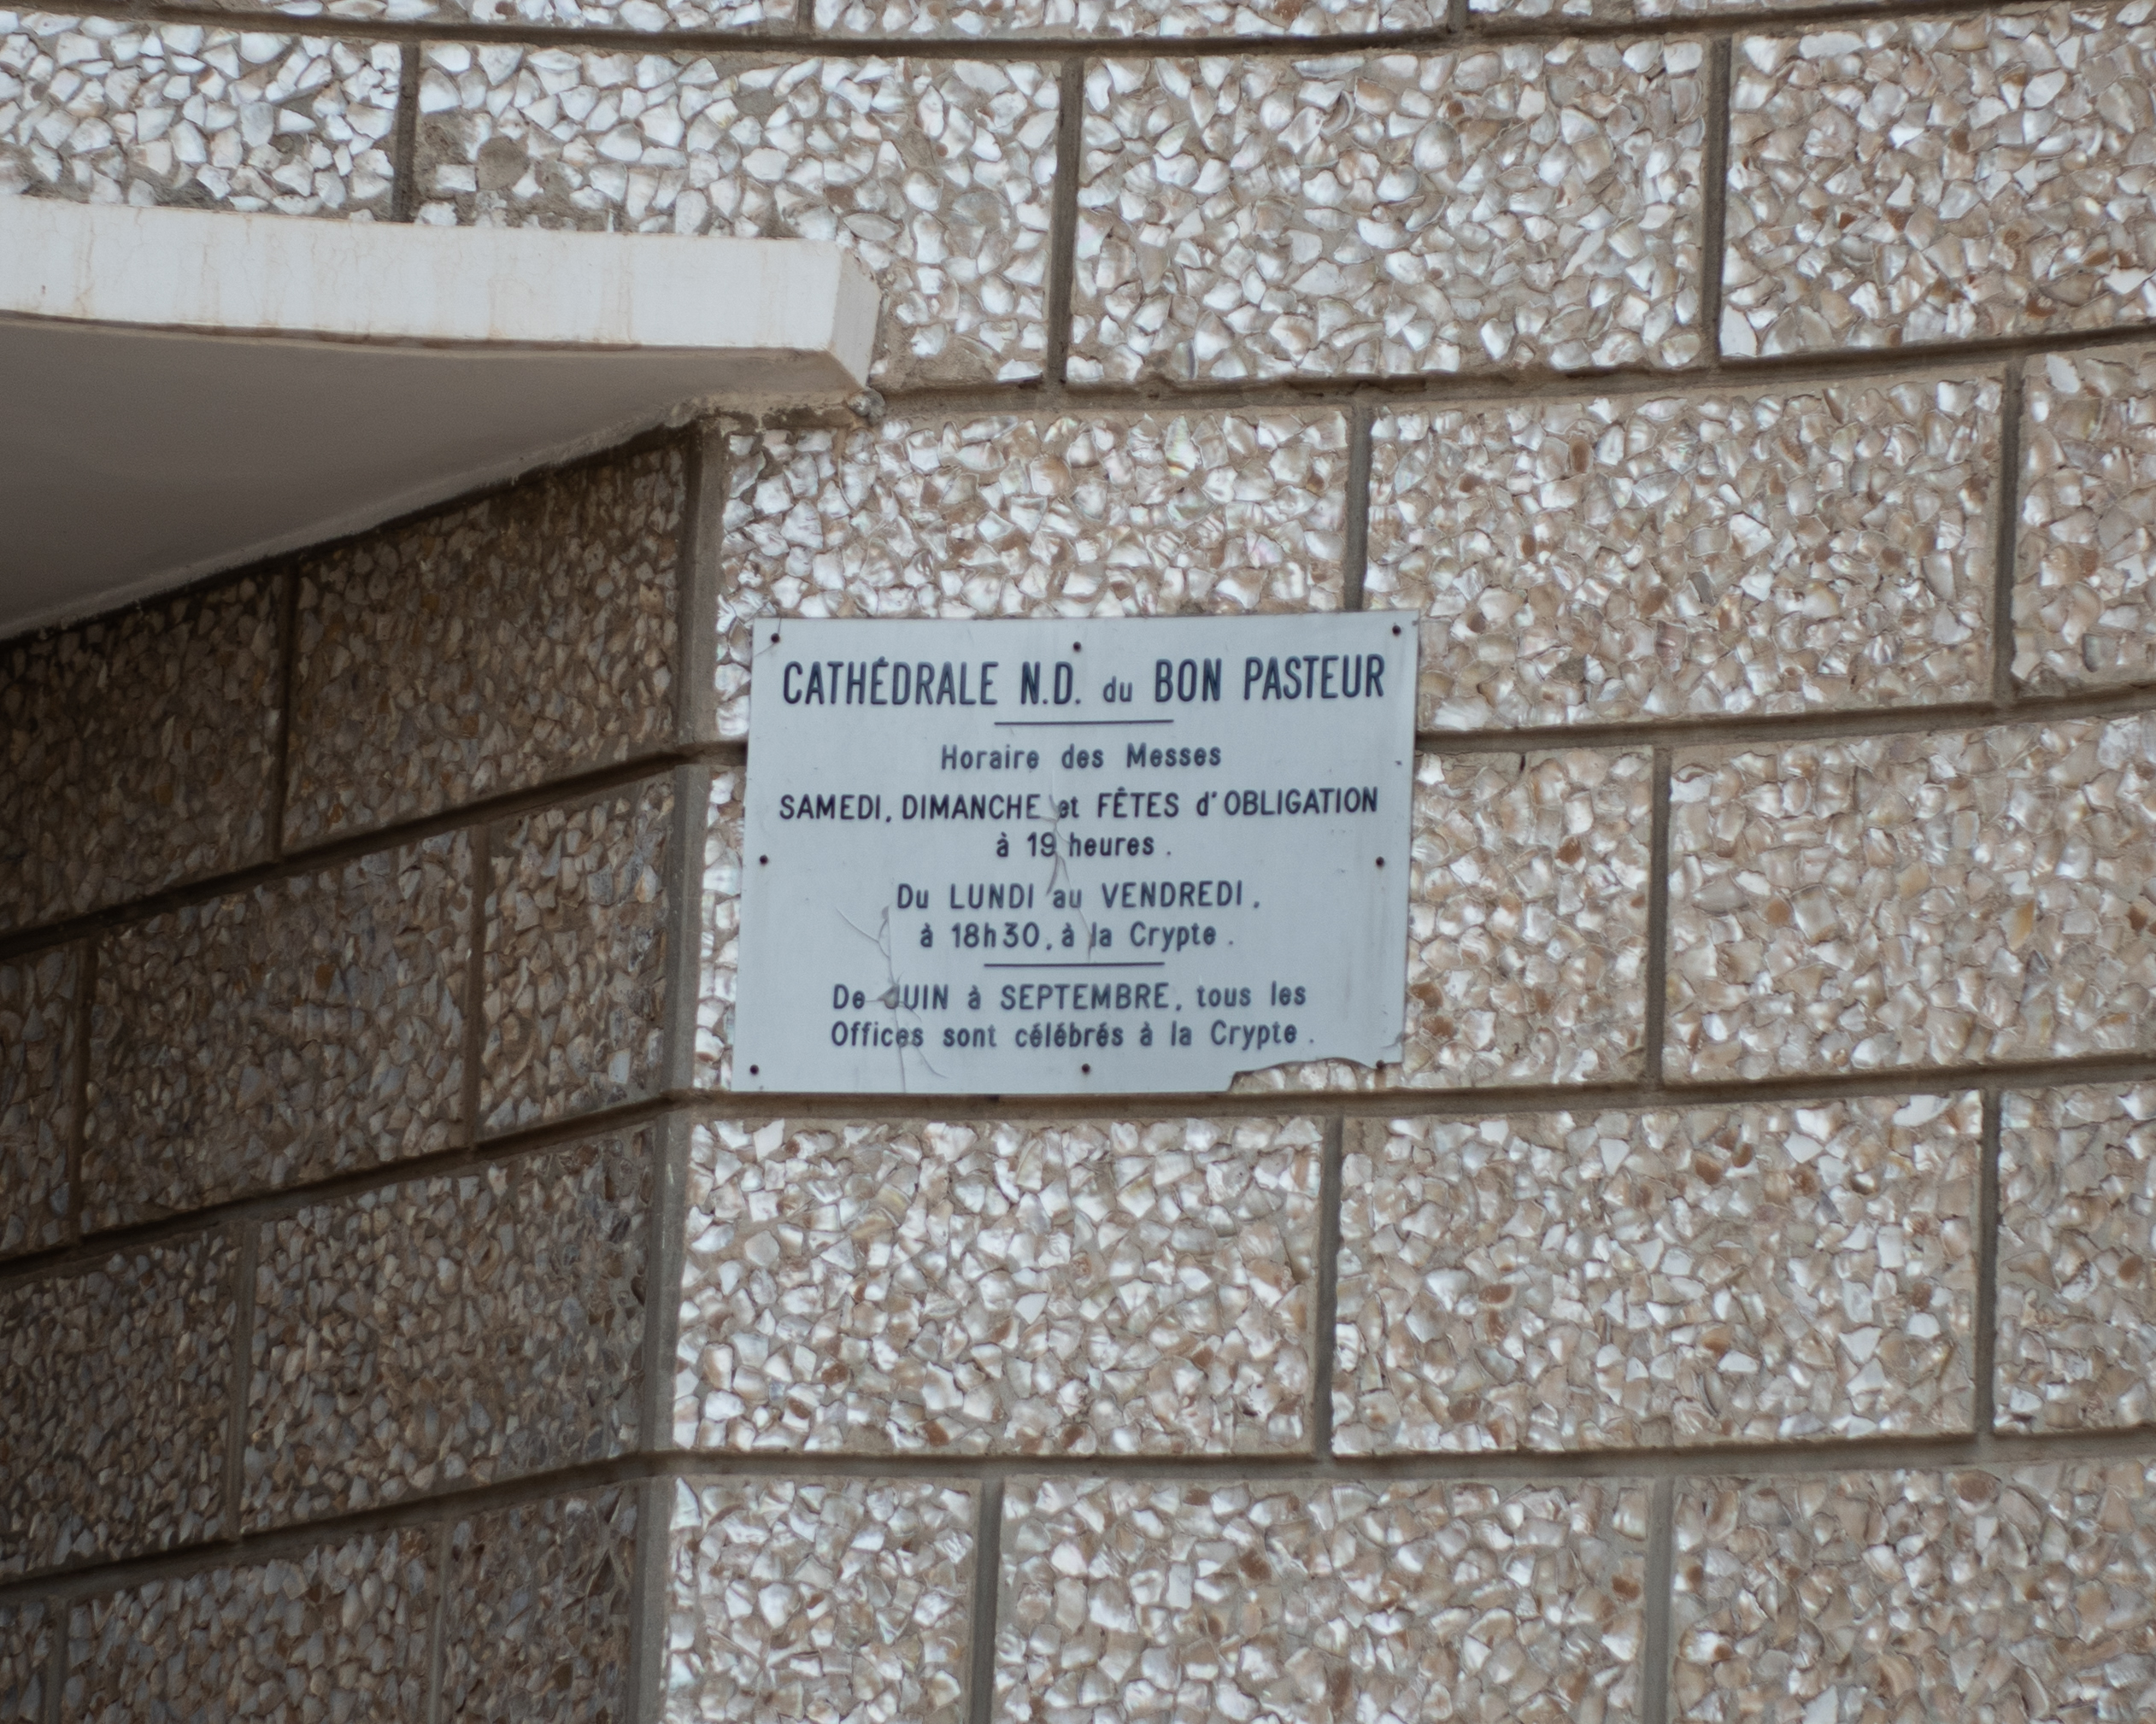 CATHÉDRALE N.D. du BON PASTEUR
Horaire des Messes
SAMEDI, DIMANCHE et FÊTES d'OBLIGATION
à 19 heures.
Du LUNDI au VENDREDI,
à 18h30, à la Crypte.
De JUIN à SEPTEMBRE, tous les
Offices sont célébrés à la Crypte.